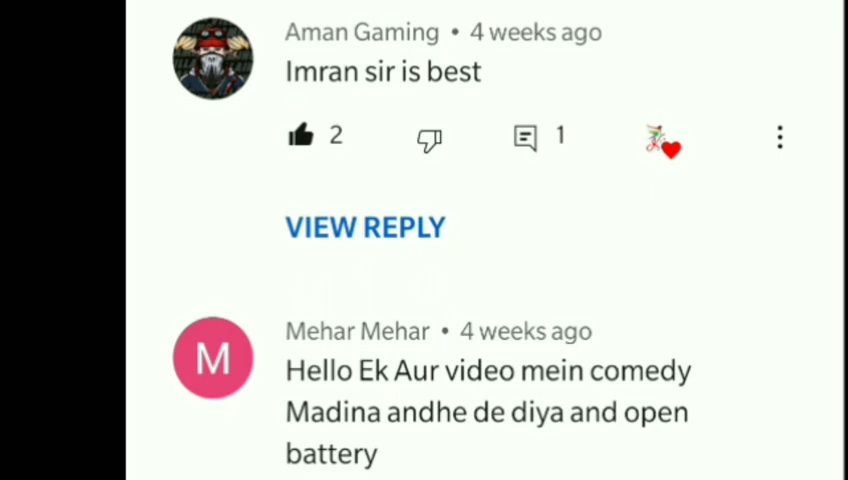 Aman Gaming • 4 weeks ago
Imran sir is best
2 1
VIEW REPLY
M
Mehar Mehar • 4 weeks ago
Hello Ek Aur video mein comedy
Madina andhe de diya and open
battery